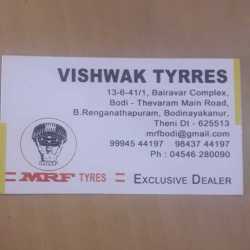 VISHWAK TYRRES
13-6-41/1, Bairavar Complex,
Bodi - Thevaram Main Road,
B.Renganathapuram, Bodinayakanur,
Theni Dt - 625513
mrfbodi@gmail.com
99945 44197    98437 44197
Ph : 04546 280090
MRF TYRES EXCLUSIVE DEALER